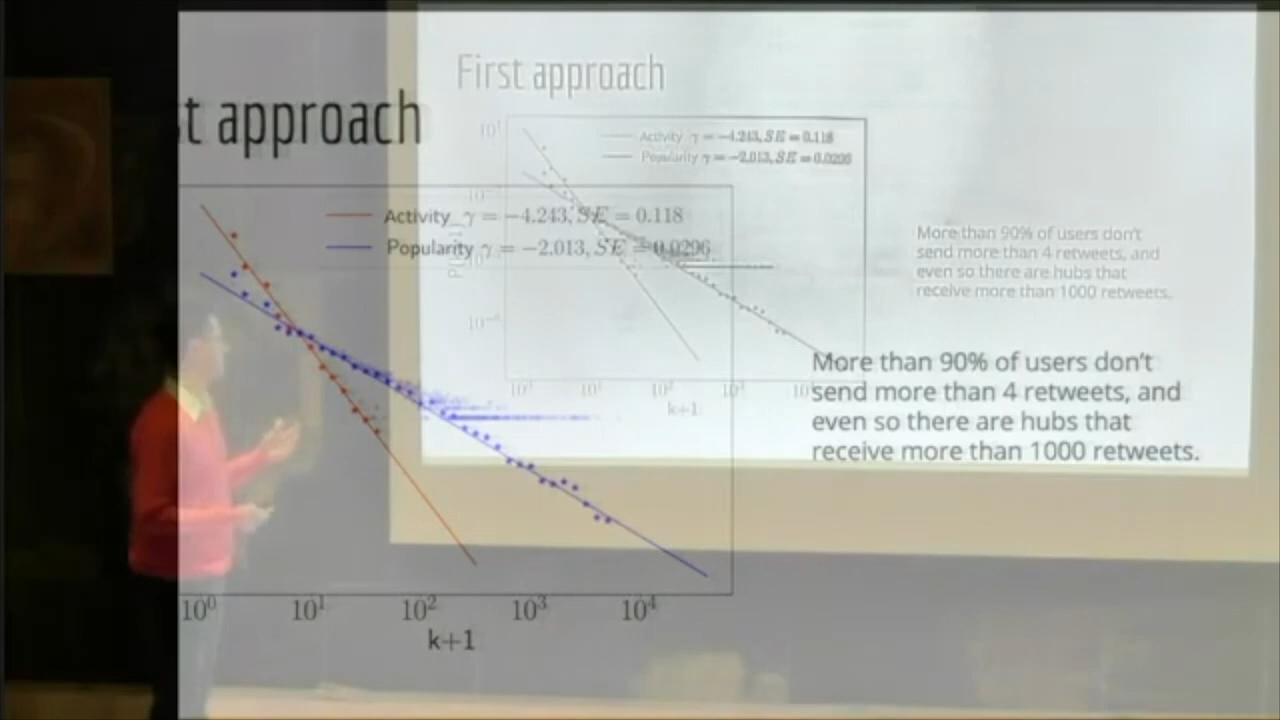 First approach
st approach
10¹
Activity γ = −4.243, SE = 0.118
Popularity γ = −2.013, SE = 0.0296
Activity γ = −4.243, SE = 0.118
Popularity γ = −2.013, SE = 0.0296
More than 90% of users don't
send more than 4 retweets, and
even so there are hubs that
receive more than 1000 retweets.
k+1
More than 90% of users don't
send more than 4 retweets, and
even so there are hubs that
receive more than 1000 retweets.
10⁰ 10¹ 10² 10³ 10⁴
k+1